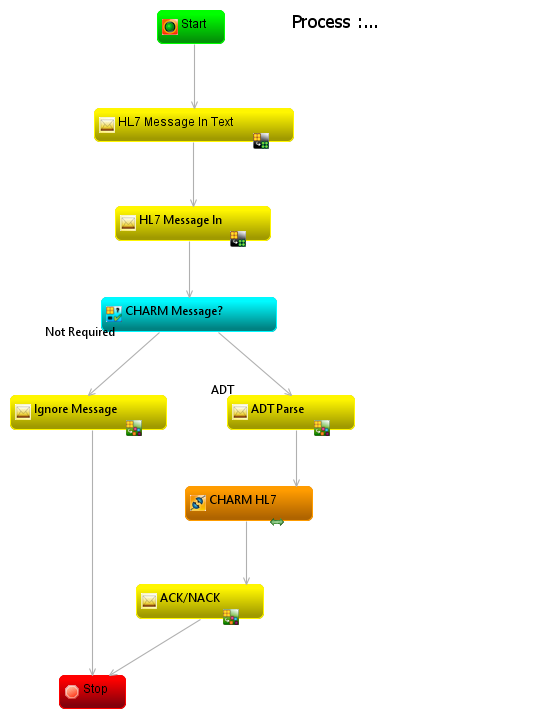 Start
Process :...
HL7 Message In Text
HL7 Message In
CHARM Message?
Not Required
ADT
Ignore Message
ADT Parse
CHARM HL7
ACK/NACK
Stop